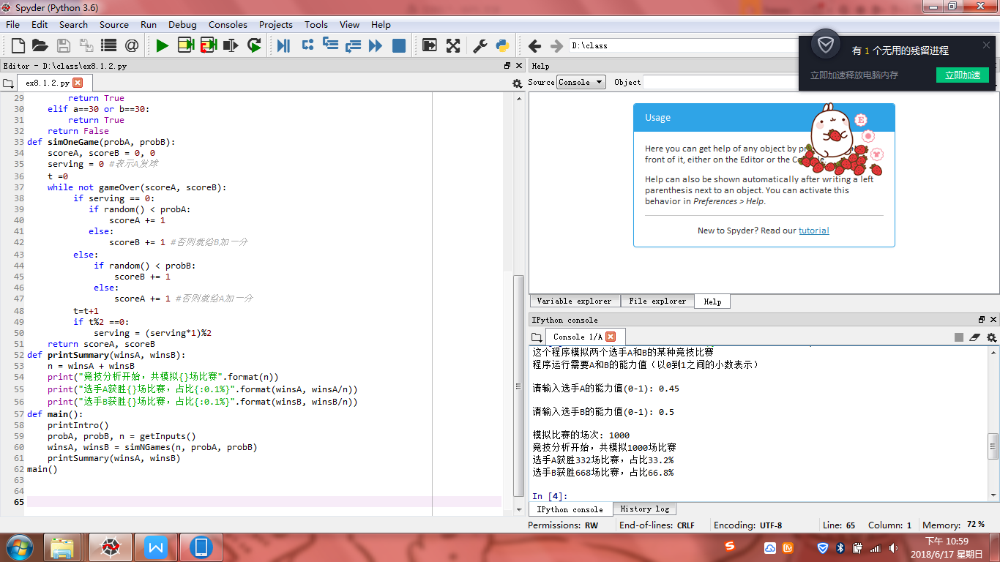 Spyder (Python 3.6)
File Edit Search Source Run Debug Consoles Projects Tools View Help
D:\class
有 1 个无用的残留进程
立即加速释放电脑内存
立即加速
Editor - D:\class\ex8.1.2.py
ex8.1.2.py
29 return True
30 elif a==30 or b==30:
31 return True
32 return False
33 def simOneGame(probA, probB):
34 scoreA, scoreB = 0, 0
35 serving = 0 #表示A发球
36 t =0
37 while not gameOver(scoreA, scoreB):
38 if serving == 0:
39 if random() < probA:
40 scoreA += 1
41 else:
42 scoreB += 1 #否则就给B加一分
43 else:
44 if random() < probB:
45 scoreB += 1
46 else:
47 scoreA += 1 #否则就给A加一分
48 t=t+1
49 if t%2 ==0:
50 serving = (serving*1)%2
51 return scoreA, scoreB
52 def printSummary(winsA, winsB):
53 n = winsA + winsB
54 print("竞技分析开始，共模拟{}场比赛".format(n))
55 print("选手A获胜{}场比赛，占比{:0.1%}".format(winsA, winsA/n))
56 print("选手B获胜{}场比赛，占比{:0.1%}".format(winsB, winsB/n))
57 def main():
58 printIntro()
59 probA, probB, n = getInputs()
60 winsA, winsB = simNGames(n, probA, probB)
61 printSummary(winsA, winsB)
62 main()
63
64
65
Help
Source Console Object
Usage
Here you can get help of any object by
front of it, either on the Editor or the
Help can also be shown automatically after writing a left
parenthesis next to an object. You can activate this
behavior in Preferences > Help.
New to Spyder? Read our tutorial
Variable explorer File explorer Help
IPython console
Console 1/A
这个程序模拟两个选手A和B的某种竞技比赛
程序运行需要A和B的能力值（以0到1之间的小数表示）
请输入选手A的能力值(0-1): 0.45
请输入选手B的能力值(0-1): 0.5
模拟比赛的场次: 1000
竞技分析开始，共模拟1000场比赛
选手A获胜332场比赛，占比33.2%
选手B获胜668场比赛，占比66.8%
In [4]:
IPython console History log
Permissions: RW End-of-lines: CRLF Encoding: UTF-8 Line: 65 Column: 1 Memory: 72 %
下午 10:59
2018/6/17 星期日